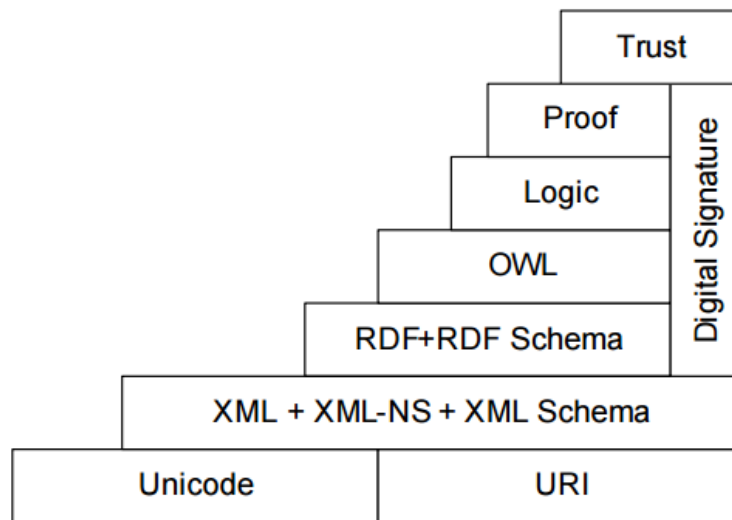 Trust
Proof
Logic
OWL
RDF+RDF Schema
Digital Signature
XML + XML-NS + XML Schema
Unicode
URI